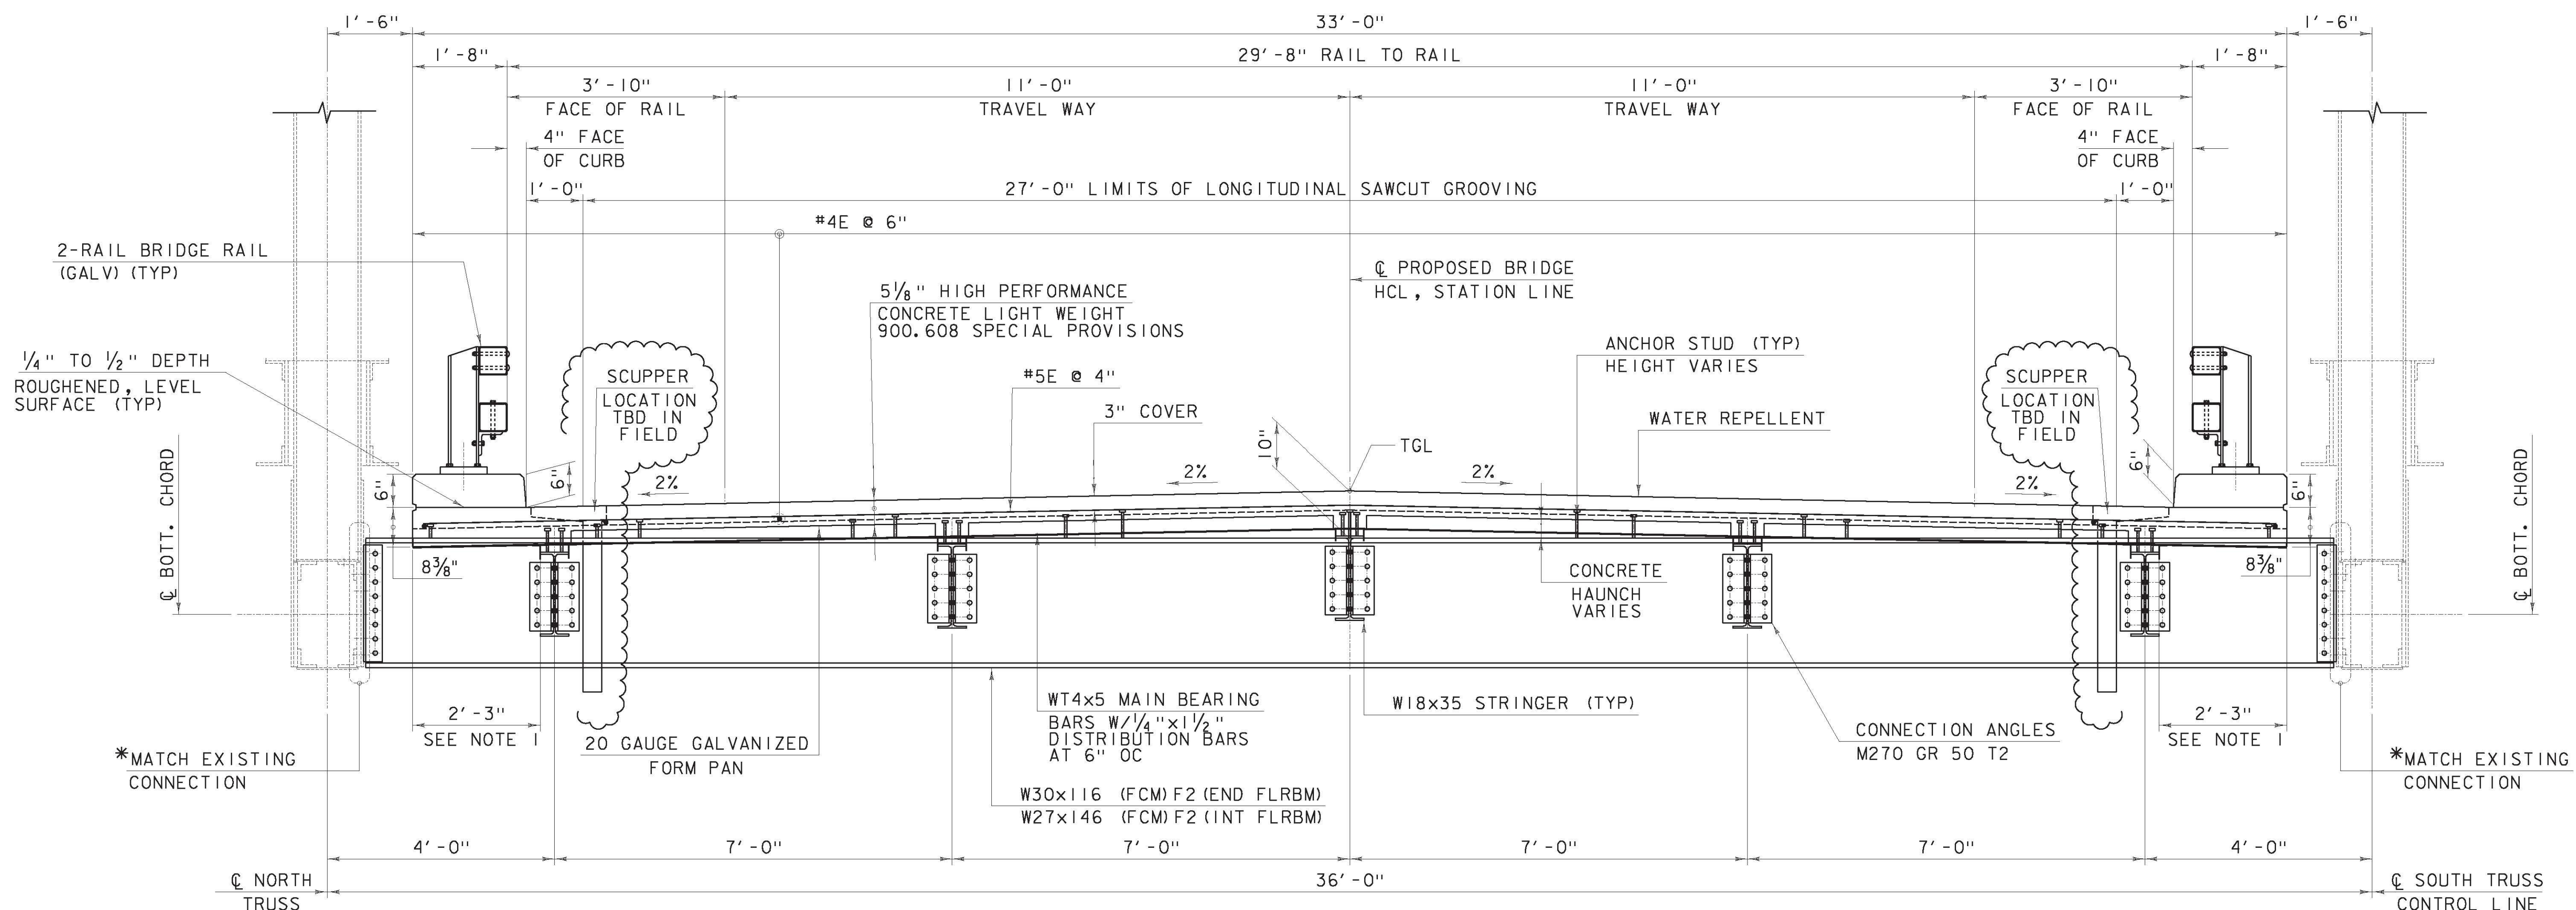 1'-6" 33'-0" 1'-6"
1'-8" 29'-8" RAIL TO RAIL 1'-8"
3'-10" 11'-0" 11'-0" 3'-10"
FACE OF RAIL TRAVEL WAY TRAVEL WAY FACE OF RAIL
4" FACE
OF CURB
4" FACE
OF CURB
1'-0" 27'-0" LIMITS OF LONGITUDINAL SAWCUT GROOVING 1'-0"
#4E @ 6"
2-RAIL BRIDGE RAIL
(GALV) (TYP)
℄ PROPOSED BRIDGE
HCL, STATION LINE
5⅛" HIGH PERFORMANCE
CONCRETE LIGHT WEIGHT
900.608 SPECIAL PROVISIONS
¼" TO ½" DEPTH
ROUGHENED, LEVEL
SURFACE (TYP)
SCUPPER
LOCATION
TBD IN
FIELD
#5E @ 4"
3" COVER
ANCHOR STUD (TYP)
HEIGHT VARIES
WATER REPELLENT
SCUPPER
LOCATION
TBD IN
FIELD
10"
TGL
℄ BOTT. CHORD
6"
6"
2%
2%
2%
2%
6"
6"
℄ BOTT. CHORD
8⅜"
CONCRETE
HAUNCH
VARIES
8⅜"
2'-3"
SEE NOTE 1
20 GAUGE GALVANIZED
FORM PAN
WT4x5 MAIN BEARING
BARS W/¼"x1½"
DISTRIBUTION BARS
AT 6" OC
W18x35 STRINGER (TYP)
CONNECTION ANGLES
M270 GR 50 T2
2'-3"
SEE NOTE 1
*MATCH EXISTING
CONNECTION
*MATCH EXISTING
CONNECTION
W30x116 (FCM)F2(END FLRBM)
W27x146 (FCM)F2(INT FLRBM)
4'-0" 7'-0" 7'-0" 7'-0" 7'-0" 4'-0"
℄ NORTH
TRUSS
36'-0"
℄ SOUTH TRUSS
CONTROL LINE